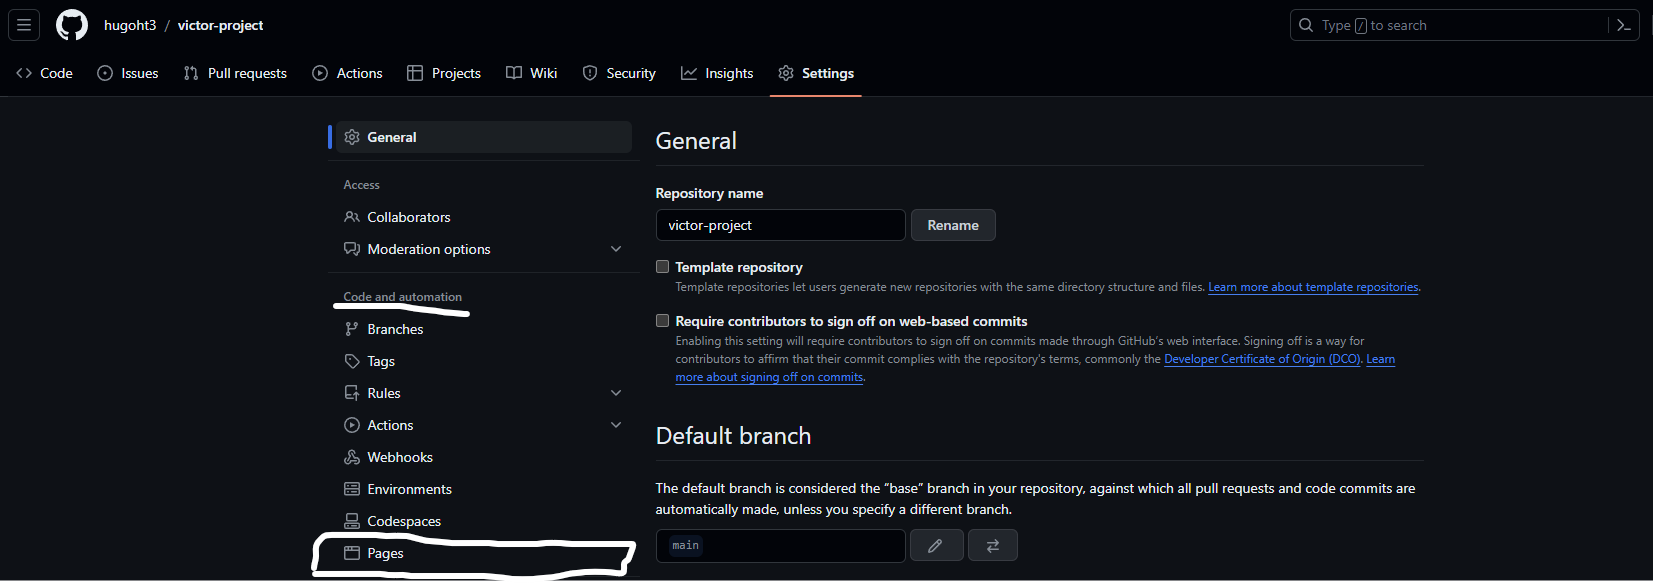 hugoht3 / victor-project
Type / to search
Code Issues Pull requests Actions Projects Wiki Security Insights Settings
General
Access
Collaborators
Moderation options
Code and automation
Branches
Tags
Rules
Actions
Webhooks
Environments
Codespaces
Pages
General
Repository name
victor-project Rename
Template repository
Template repositories let users generate new repositories with the same directory structure and files. Learn more about template repositories.
Require contributors to sign off on web-based commits
Enabling this setting will require contributors to sign off on commits made through GitHub's web interface. Signing off is a way for
contributors to affirm that their commit complies with the repository's terms, commonly the Developer Certificate of Origin (DCO). Learn
more about signing off on commits.
Default branch
The default branch is considered the “base” branch in your repository, against which all pull requests and code commits are
automatically made, unless you specify a different branch.
main